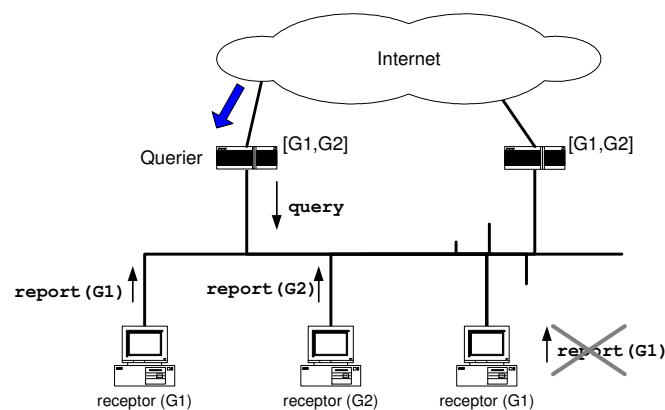 Internet
Querier
[G1,G2]
[G1,G2]
query
report(G1)
report(G2)
report(G1)
receptor (G1)
receptor (G2)
receptor (G1)